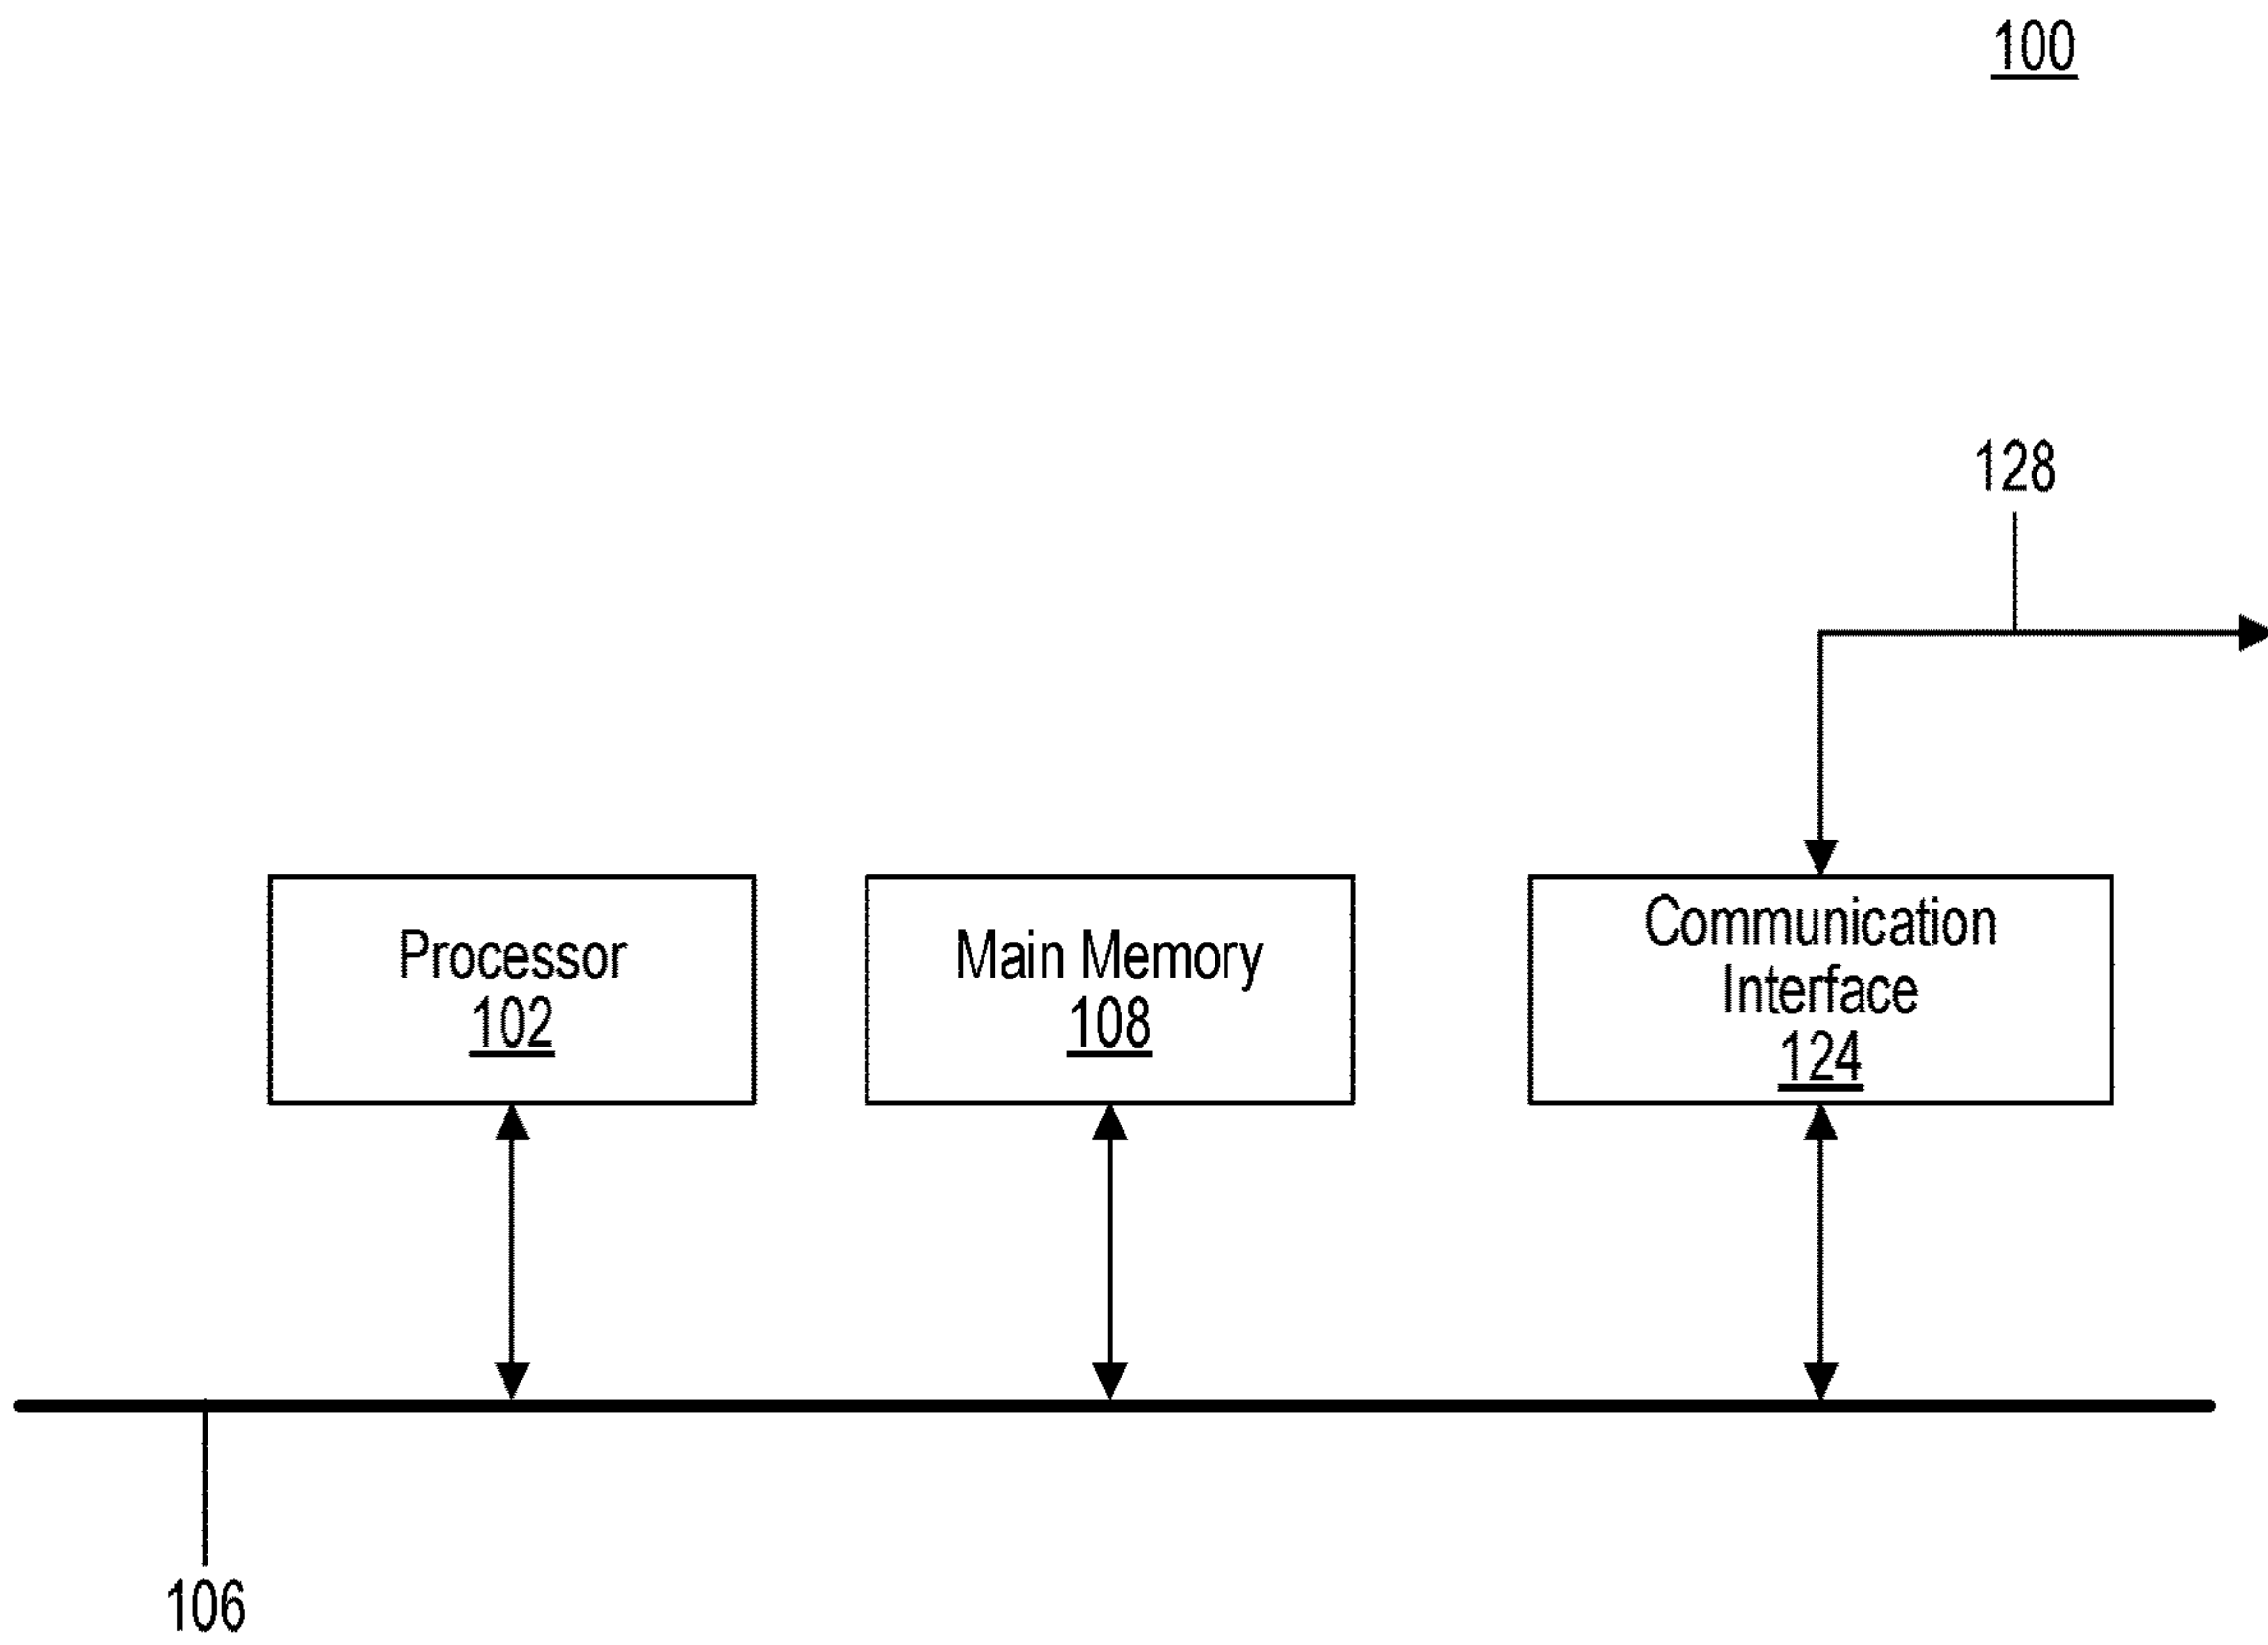 100
128
Processor
102
Main Memory
108
Communication
Interface
124
106